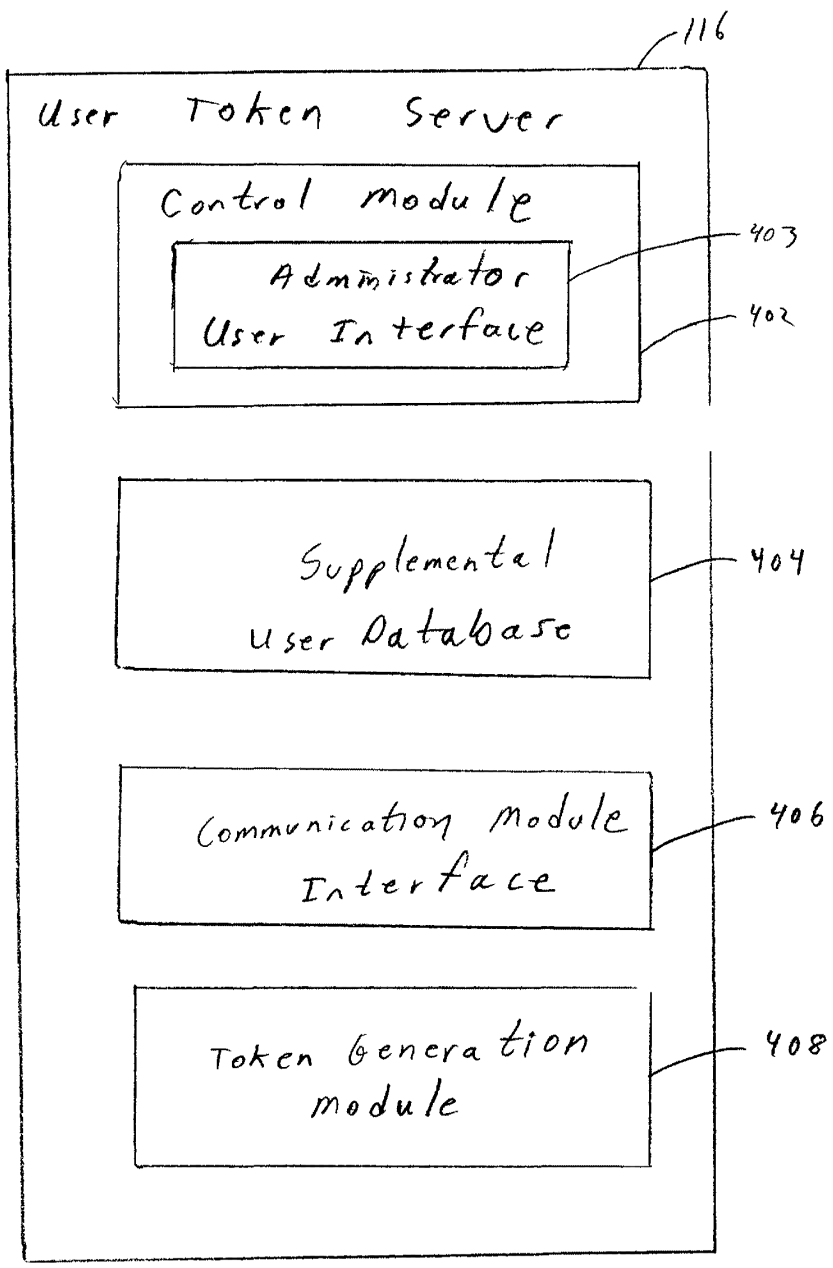 116
User Token Server
Control Module
403
Administrator
User Interface
402
Supplemental
404
User Database
Communication Module
406
Interface
Token Generation
408
Module